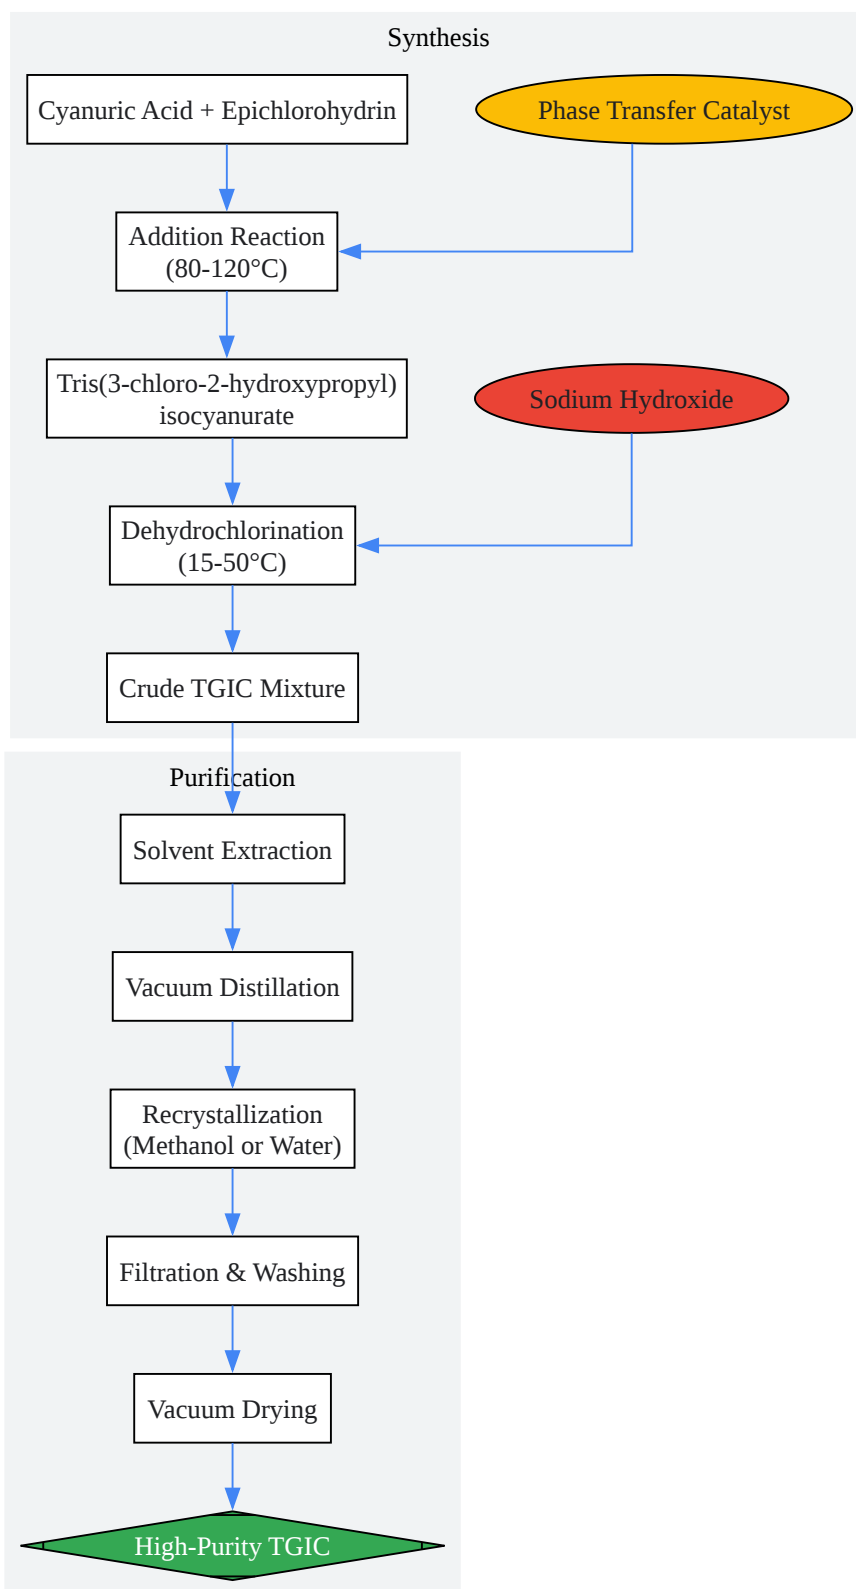 Synthesis
Cyanuric Acid + Epichlorohydrin
Phase Transfer Catalyst
Addition Reaction
(80-120°C)
Tris(3-chloro-2-hydroxypropyl)
isocyanurate
Sodium Hydroxide
Dehydrochlorination
(15-50°C)
Crude TGIC Mixture
Purification
Solvent Extraction
Vacuum Distillation
Recrystallization
(Methanol or Water)
Filtration & Washing
Vacuum Drying
High-Purity TGIC